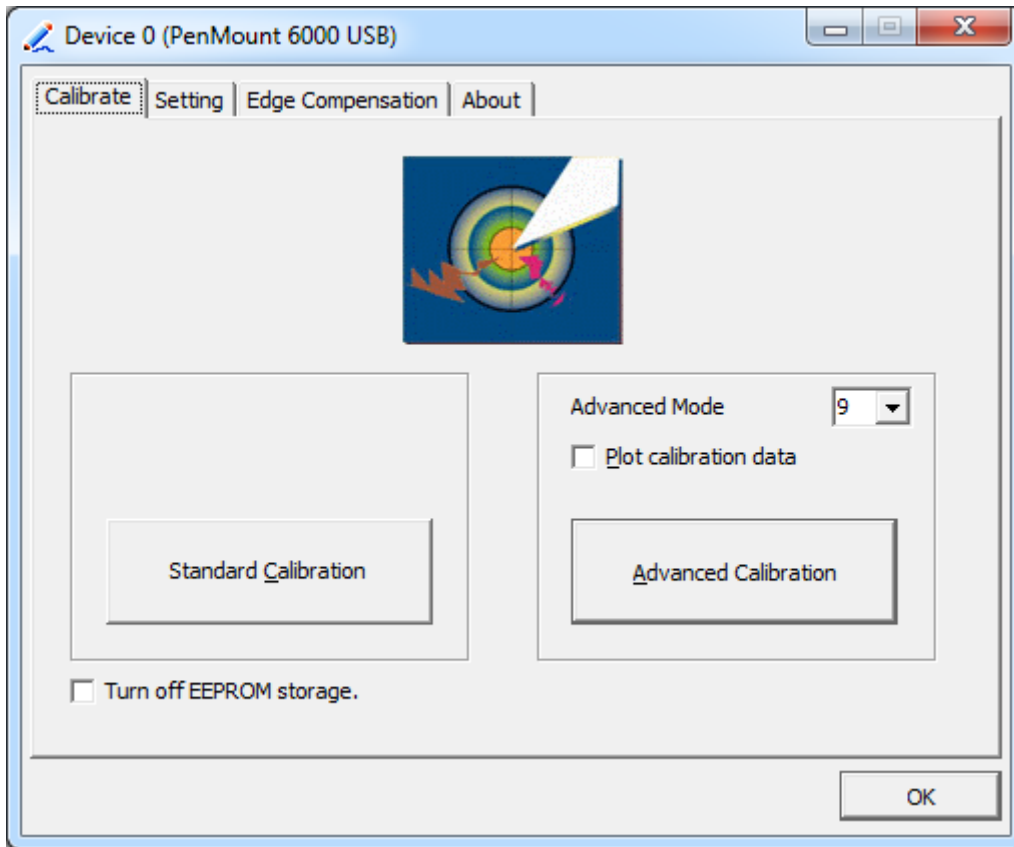 Device 0 (PenMount 6000 USB)
Calibrate Setting Edge Compensation About
Advanced Mode 9
Plot calibration data
Standard Calibration
Advanced Calibration
Turn off EEPROM storage.
OK